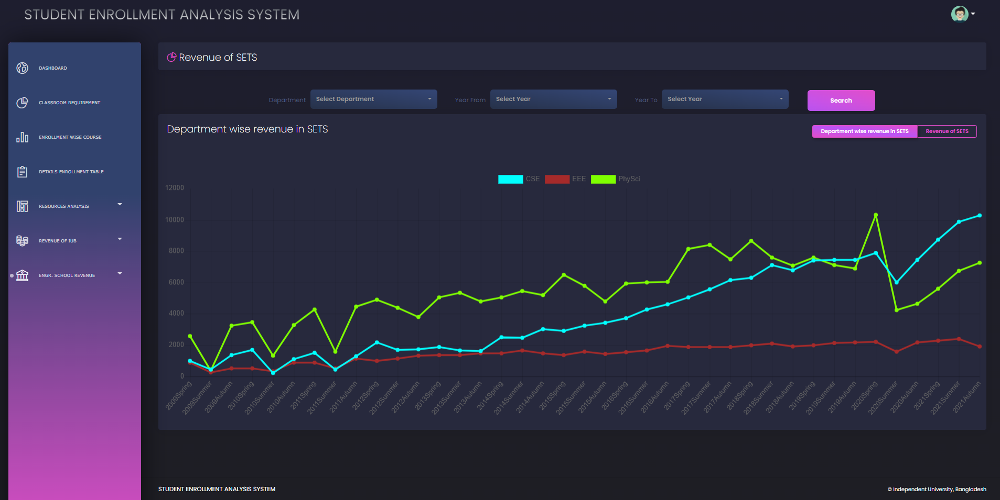 STUDENT ENROLLMENT ANALYSIS SYSTEM
DASHBOARD
CLASSROOM REQUIREMENT
ENROLLMENT WISE COURSE
DETAILS ENROLLMENT TABLE
RESOURCES ANALYSIS
REVENUE OF IUB
ENGR. SCHOOL REVENUE
Revenue of SETS
Department Select Department Year From Select Year Year To Select Year Search
Department wise revenue in SETS
Department wise revenue in SETS Revenue of SETS
CSE EEE PhySci
12000
10000
8000
6000
4000
2000
0
2009Spring
2009Summer
2009Autumn
2010Spring
2010Summer
2010Autumn
2011Spring
2011Summer
2011Autumn
2012Spring
2012Summer
2012Autumn
2013Spring
2013Summer
2013Autumn
2014Spring
2014Summer
2014Autumn
2015Spring
2015Summer
2015Autumn
2016Spring
2016Summer
2016Autumn
2017Spring
2017Summer
2017Autumn
2018Spring
2018Summer
2018Autumn
2019Spring
2019Summer
2019Autumn
2020Spring
2020Summer
2020Autumn
2021Spring
2021Summer
2021Autumn
STUDENT ENROLLMENT ANALYSIS SYSTEM
© Independent University, Bangladesh